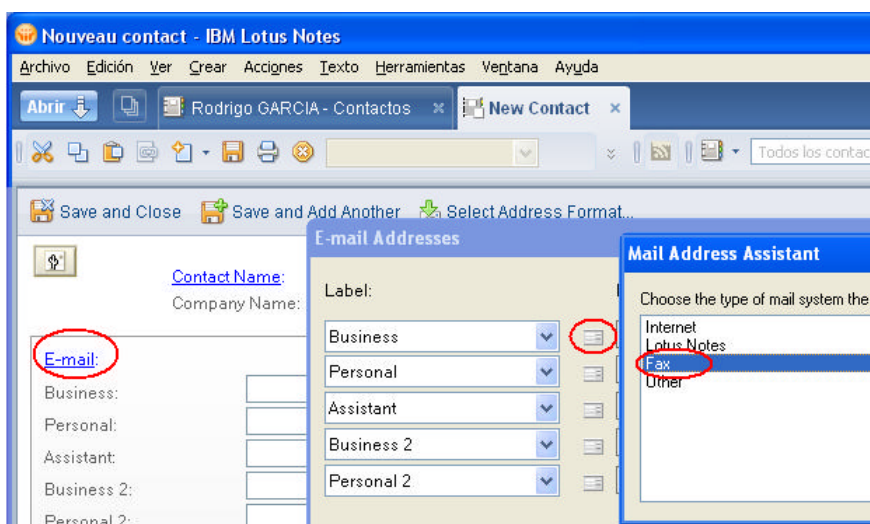 Nouveau contact - IBM Lotus Notes
Archivo Edición Ver Crear Acciones Texto Herramientas Ventana Ayuda
Abrir Rodrigo GARCIA - Contactos New Contact
Todos los contac
Save and Close Save and Add Another Select Address Format...
E-mail Addresses
Mail Address Assistant
Contact Name:
Company Name:
Label:
Choose the type of mail system the
Internet
Lotus Notes
Fax
Other
Business
Personal
Assistant
Business 2
Personal 2
E-mail:
Business:
Personal:
Assistant:
Business 2:
Personal 2: